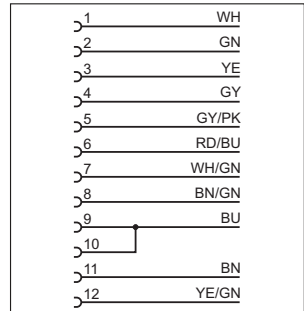 1 WH
2 GN
3 YE
4 GY
5 GY/PK
6 RD/BU
7 WH/GN
8 BN/GN
9 BU
10
11 BN
12 YE/GN